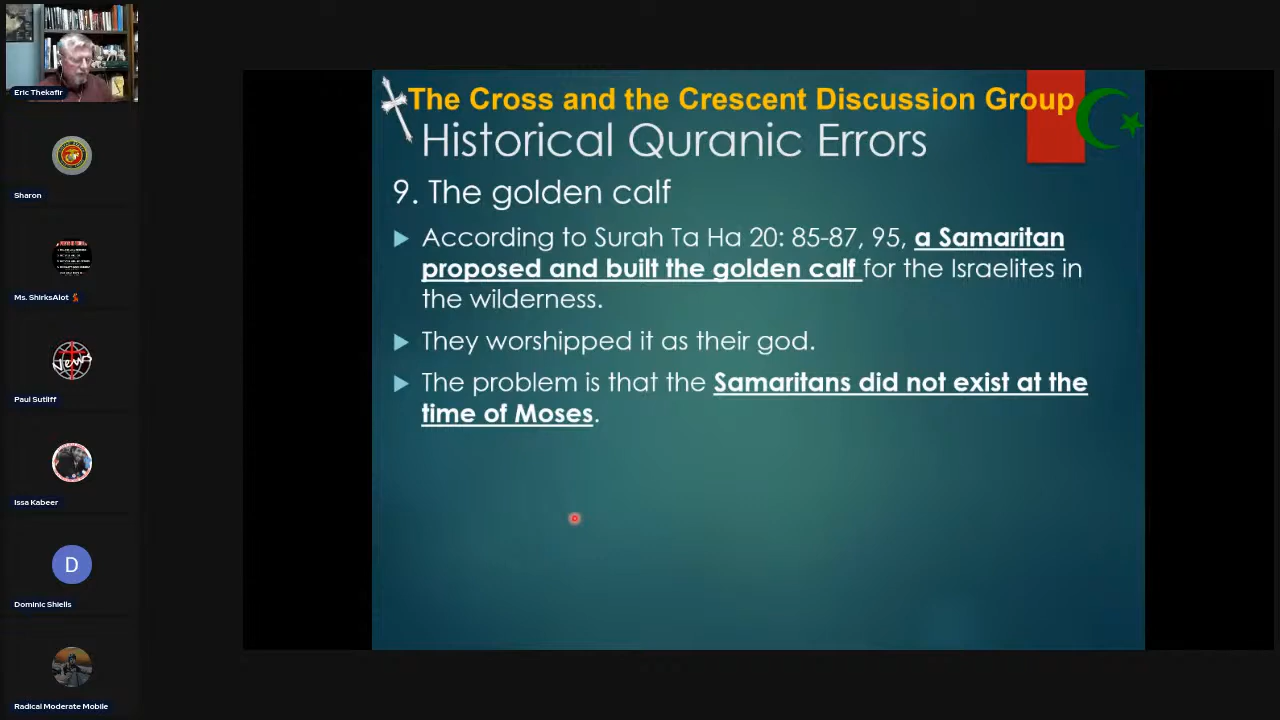 Eric Thekafir
Sharon
Ms. ShirksAlot 💃
Paul Sutliff
Issa Kabeer
D
Dominic Shiells
Radical Moderate Mobile
The Cross and the Crescent Discussion Group
Historical Quranic Errors
9. The golden calf
According to Surah Ta Ha 20: 85-87, 95, a Samaritan
proposed and built the golden calf for the Israelites in
the wilderness.
They worshipped it as their god.
The problem is that the Samaritans did not exist at the
time of Moses.
News